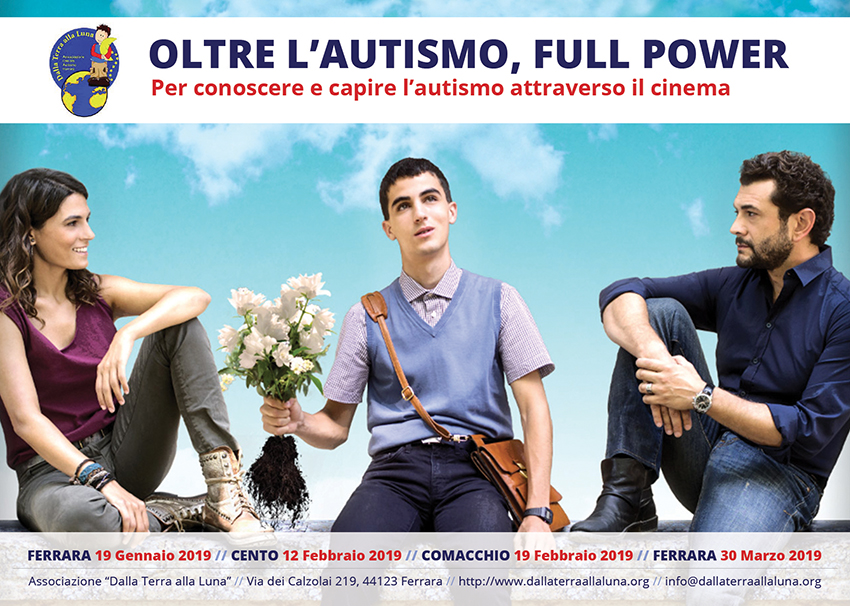 Dalla Terra alla Luna
OLTRE L'AUTISMO, FULL POWER
Per conoscere e capire l'autismo attraverso il cinema
FERRARA 19 Gennaio 2019 // CENTO 12 Febbraio 2019 // COMACCHIO 19 Febbraio 2019 // FERRARA 30 Marzo 2019
Associazione "Dalla Terra alla Luna" // Via dei Calzolai 219, 44123 Ferrara // http://www.dallaterraallaluna.org // info@dallaterraallaluna.org